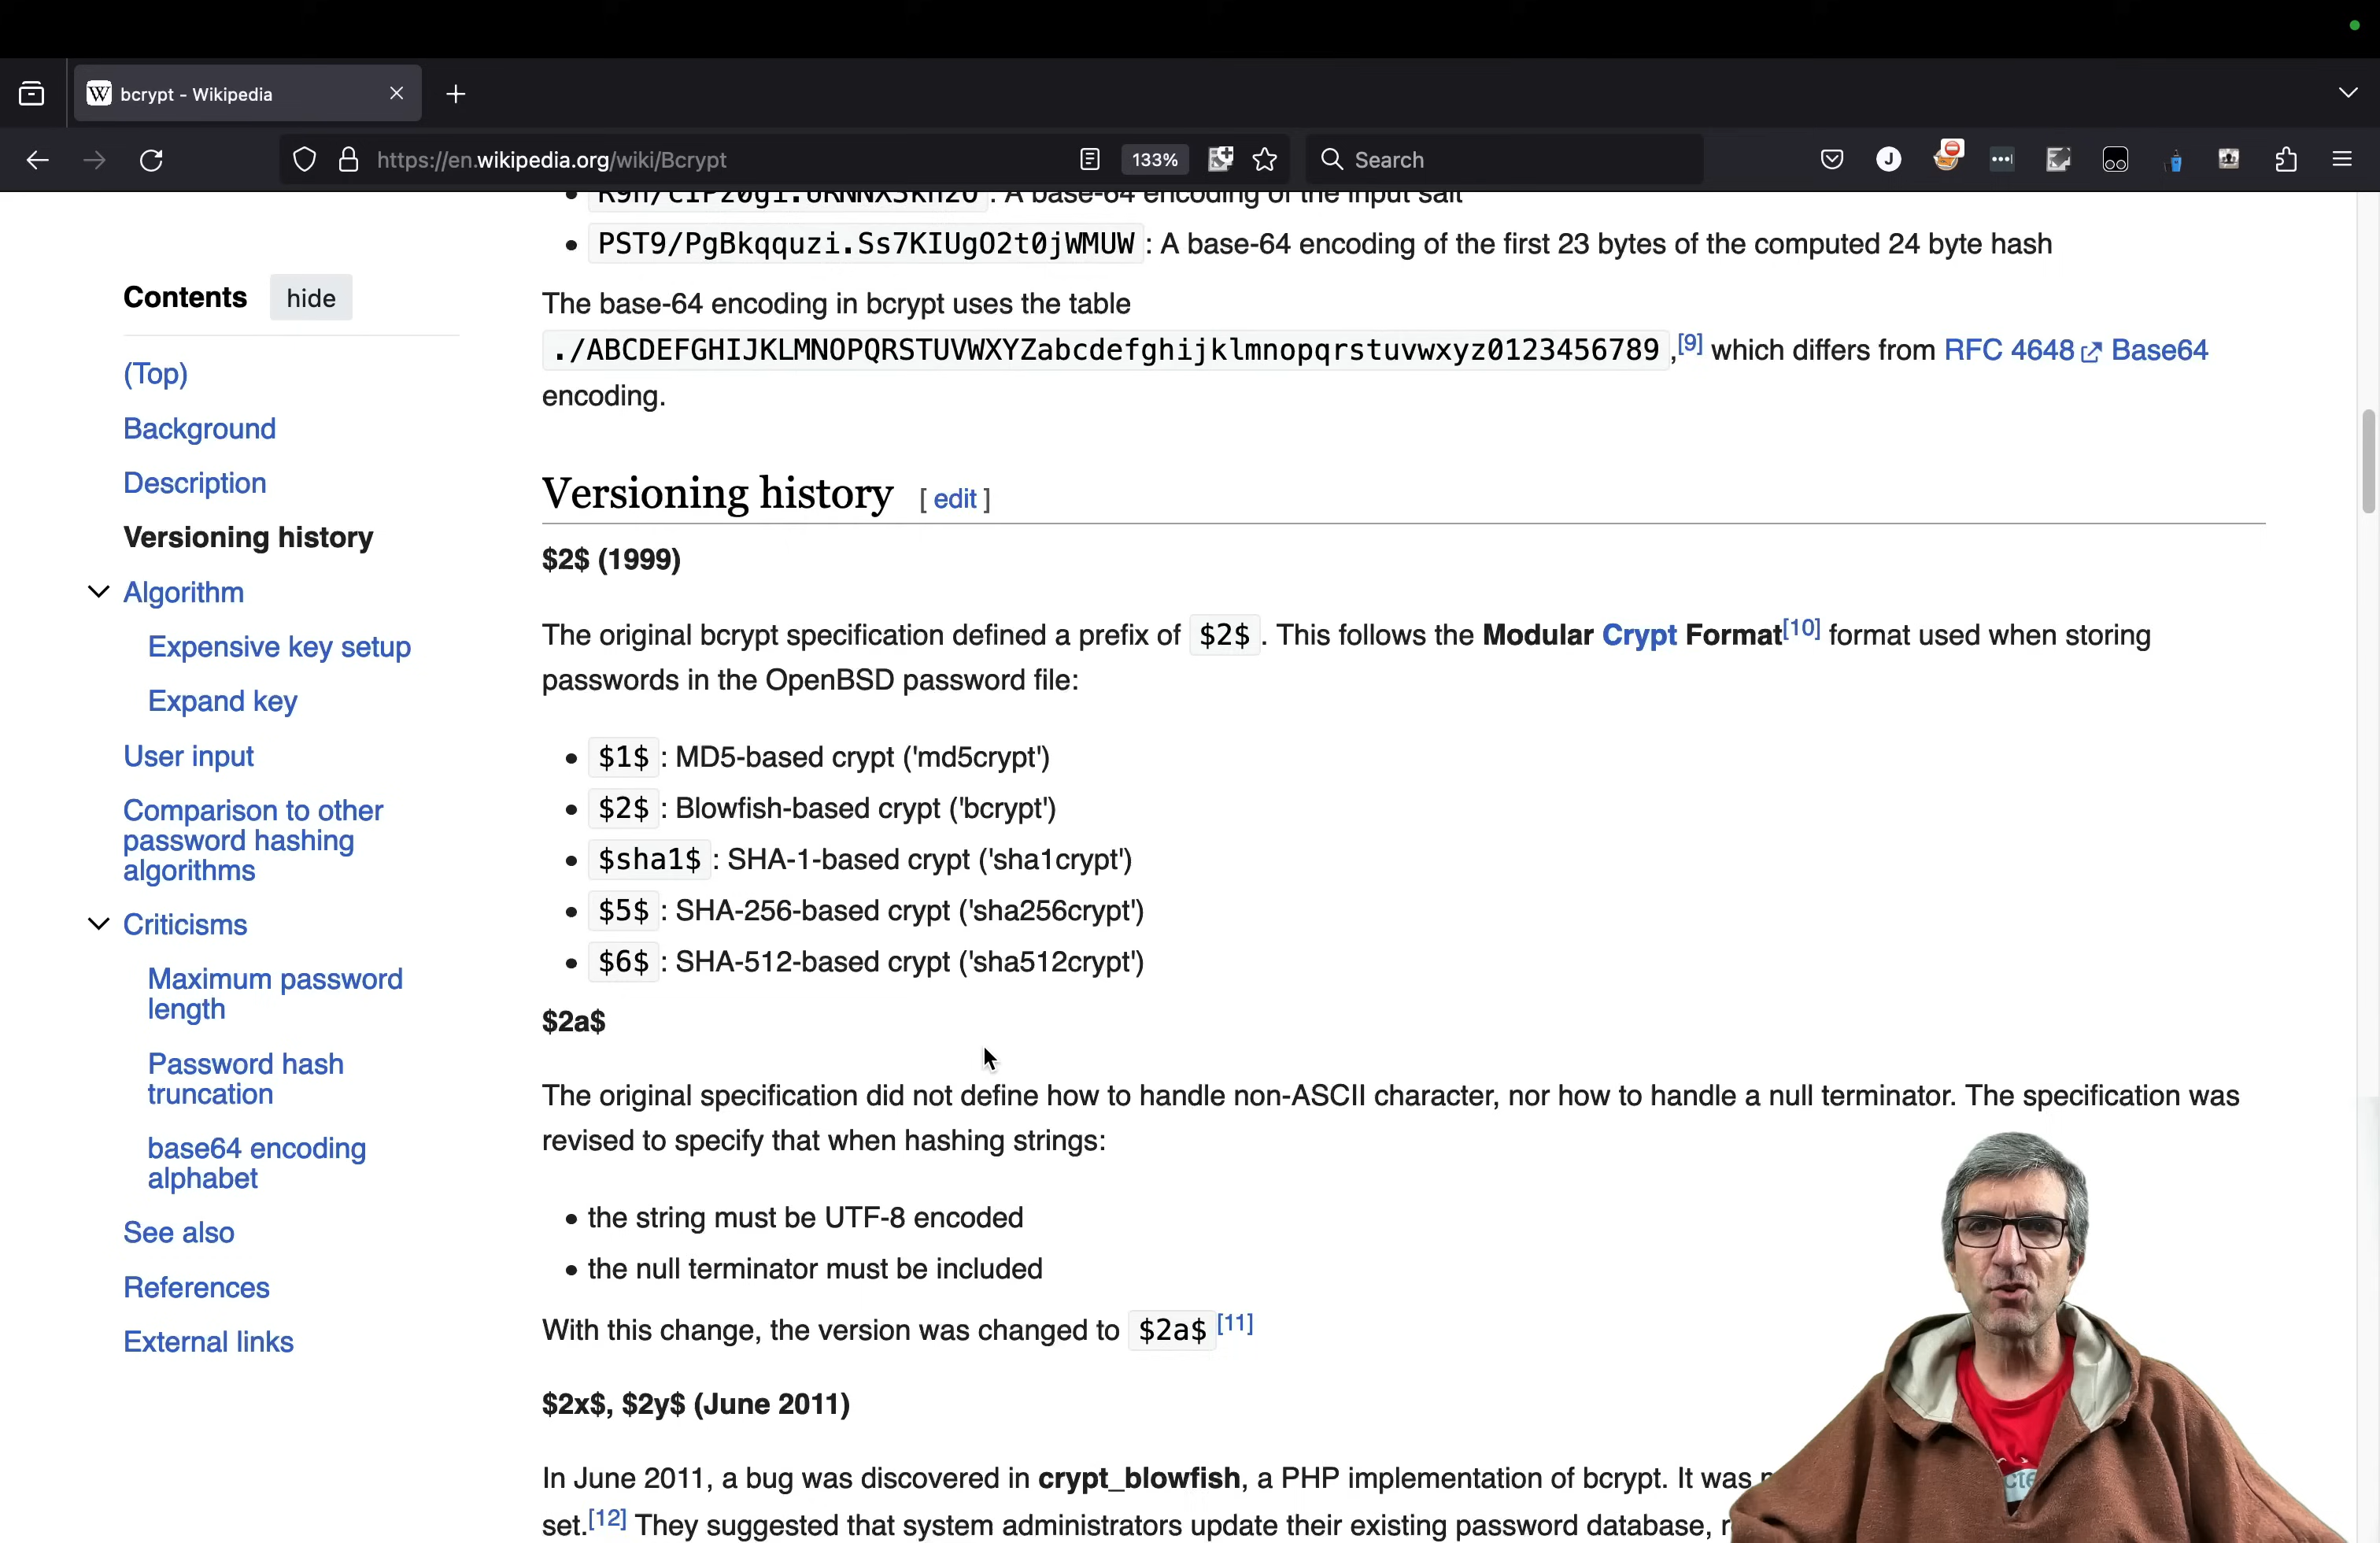 bcrypt - Wikipedia
https://en.wikipedia.org/wiki/Bcrypt
133%
Search
J
: A base-64 encoding of the input salt
PST9/PgBkqquzi.Ss7KIUgO2t0jWMUW : A base-64 encoding of the first 23 bytes of the computed 24 byte hash
The base-64 encoding in bcrypt uses the table
./ABCDEFGHIJKLMNOPQRSTUVWXYZabcdefghijklmnopqrstuvwxyz0123456789 ,[9] which differs from RFC 4648 Base64
encoding.
Contents hide
(Top)
Background
Description
Versioning history
Algorithm
Expensive key setup
Expand key
User input
Comparison to other
password hashing
algorithms
Criticisms
Maximum password
length
Password hash
truncation
base64 encoding
alphabet
See also
References
External links
Versioning history [ edit ]
$2$ (1999)
The original bcrypt specification defined a prefix of $2$ . This follows the Modular Crypt Format[10] format used when storing
passwords in the OpenBSD password file:
$1$ : MD5-based crypt ('md5crypt')
$2$ : Blowfish-based crypt ('bcrypt')
$sha1$ : SHA-1-based crypt ('sha1crypt')
$5$ : SHA-256-based crypt ('sha256crypt')
$6$ : SHA-512-based crypt ('sha512crypt')
$2a$
The original specification did not define how to handle non-ASCII character, nor how to handle a null terminator. The specification was
revised to specify that when hashing strings:
the string must be UTF-8 encoded
the null terminator must be included
With this change, the version was changed to $2a$ [11]
$2x$, $2y$ (June 2011)
In June 2011, a bug was discovered in crypt_blowfish, a PHP implementation of bcrypt. It was
set.[12] They suggested that system administrators update their existing password database,